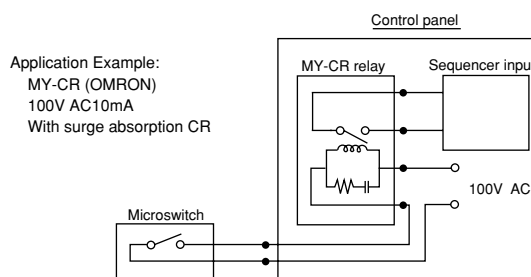 Control panel
Application Example:
MY-CR (OMRON)
100V AC10mA
With surge absorption CR
MY-CR relay
Sequencer input
100V AC
Microswitch